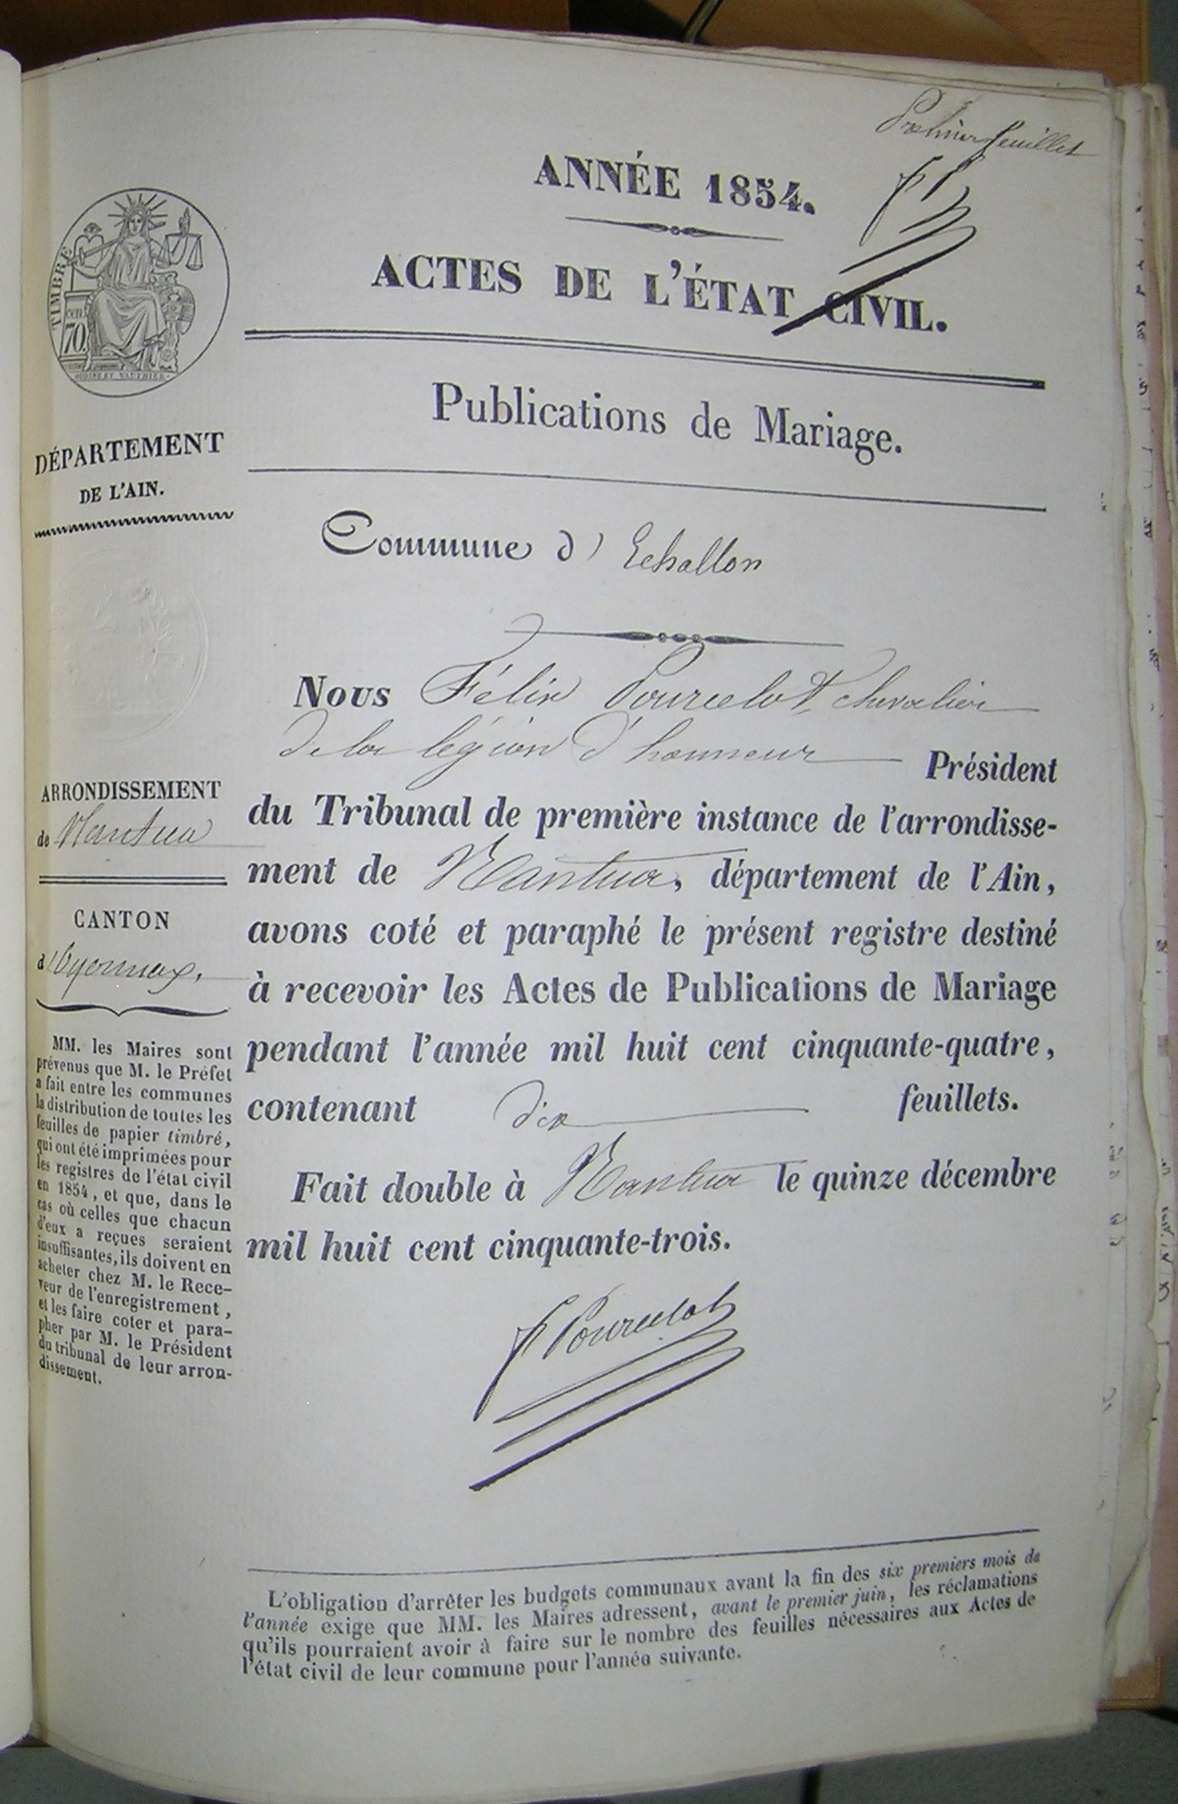 Premier feuillet
ANNÉE 1854.
ACTES DE L'ÉTAT CIVIL.
Publications de Mariage.
TIMBRE
cen.
70
DÉPARTEMENT
DE L'AIN.
Commune d' Echallon
Nous Félix Pourcelot, chevalier
de la légion d'honneur Président
du Tribunal de première instance de l'arrondisse-
ment de Nantua, département de l'Ain,
avons coté et paraphé le présent registre destiné
à recevoir les Actes de Publications de Mariage
pendant l'année mil huit cent cinquante-quatre,
contenant dix feuillets.
Fait double à Nantua le quinze décembre
mil huit cent cinquante-trois.
F Pourcelot
ARRONDISSEMENT
de Nantua
CANTON
d'Oyonnax.
MM. les Maires sont
prévenus que M. le Préfet
a fait entre les communes
la distribution de toutes les
feuilles de papier timbré,
qui ont été imprimées pour
les registres de l'état civil
en 1854, et que, dans le
cas où celles que chacun
d'eux a reçues seraient
insuffisantes, ils doivent en
acheter chez M. le Rece-
veur de l'enregistrement,
et les faire coter et para-
pher par M. le Président
du tribunal de leur arron-
dissement.
L'obligation d'arrêter les budgets communaux avant la fin des six premiers mois de
l'année exige que MM. les Maires adressent, avant le premier juin, les réclamations
qu'ils pourraient avoir à faire sur le nombre des feuilles nécessaires aux Actes de
l'état civil de leur commune pour l'année suivante.